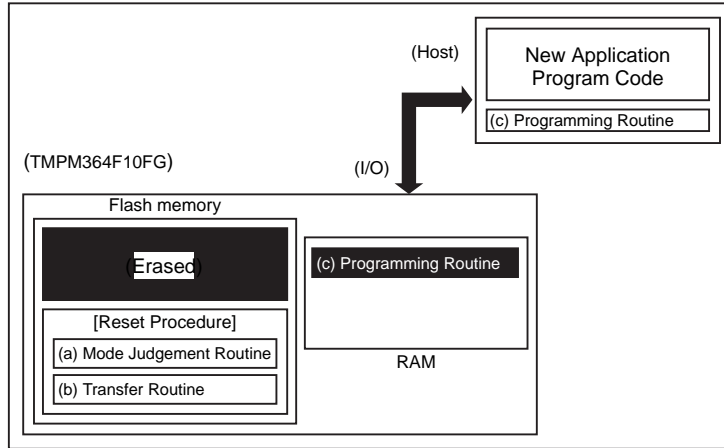 (Host)
New Application
Program Code
(c) Programming Routine
(TMPM364F10FG)
(I/O)
Flash memory
(Erased)
(c) Programming Routine
[Reset Procedure]
(a) Mode Judgement Routine
(b) Transfer Routine
RAM